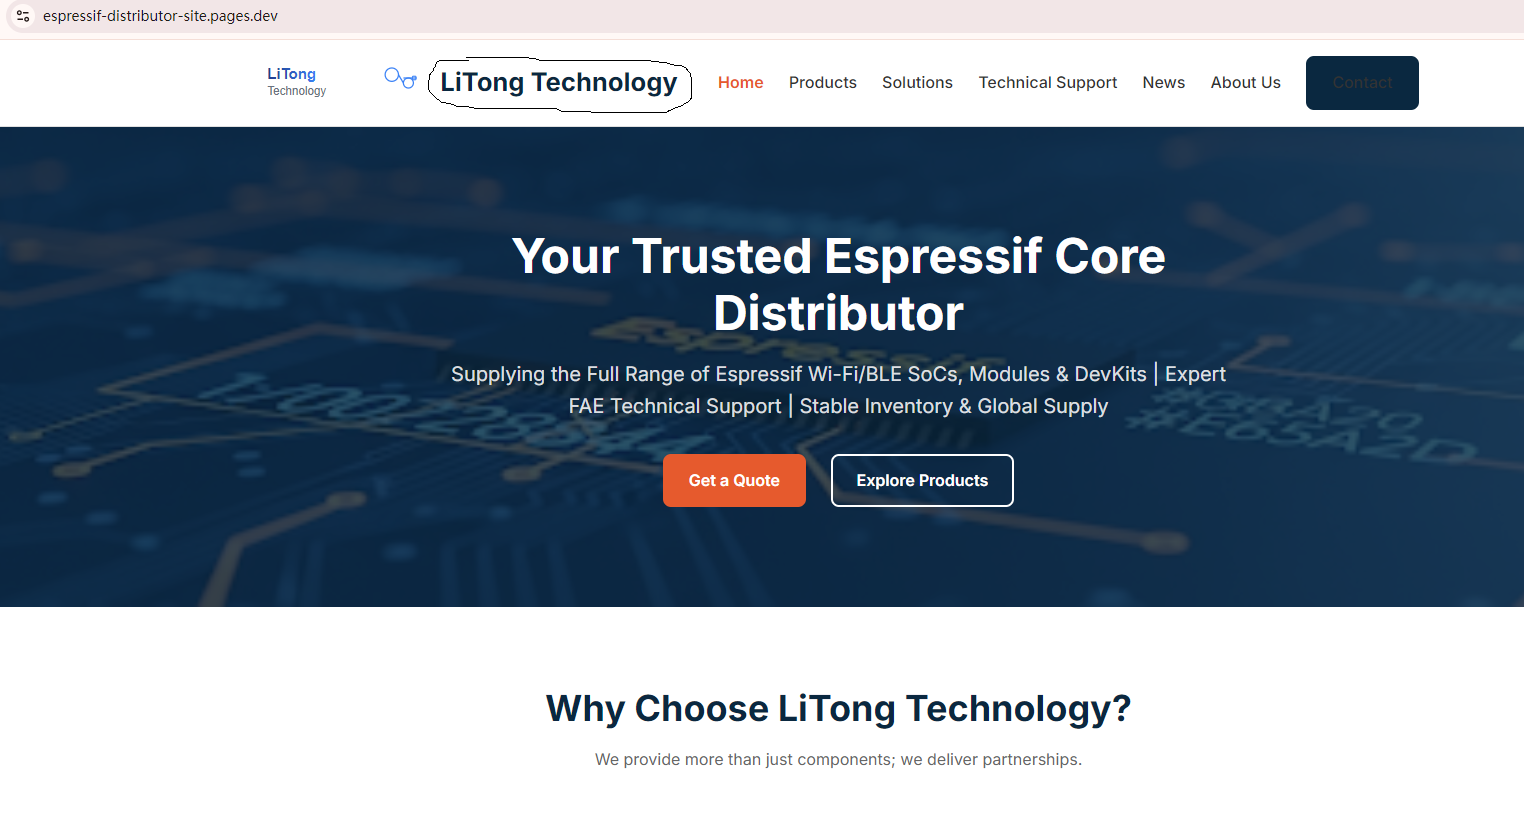 espressif-distributor-site.pages.dev
LiTong
Technology
LiTong Technology
Home
Products
Solutions
Technical Support
News
About Us
Contact
Your Trusted Espressif Core
Distributor
Espressif
Supplying the Full Range of Espressif Wi-Fi/BLE SoCs, Modules & DevKits | Expert
FAE Technical Support | Stable Inventory & Global Supply
#E65A2D
Get a Quote
Explore Products
Why Choose LiTong Technology?
We provide more than just components; we deliver partnerships.